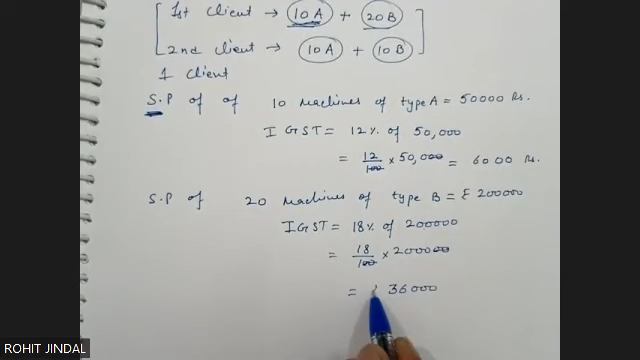 1st Client → 10 A + 20 B
2nd client → 10 A + 10 B
1 Client
S.P of of 10 Machines of type A = 50000 Rs.
I GST = 12% of 50,000
= 12/100 × 50,000 = 6000 Rs.
S.P of 20 Machines of type B = ₹ 200000
IGST = 18% of 200000
= 18/100 × 200000
= 36000
ROHIT JINDAL